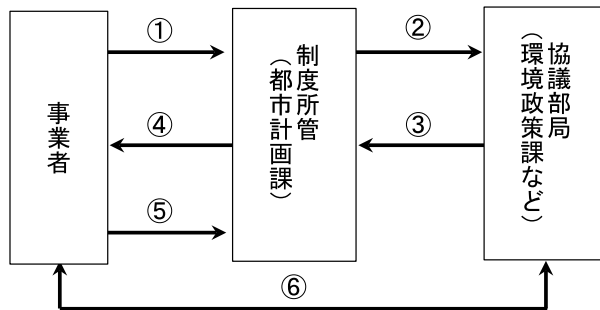 事業者
①
④
⑤
制度所管
（都市計画課）
②
③
協議部局
（環境政策課など）
⑥